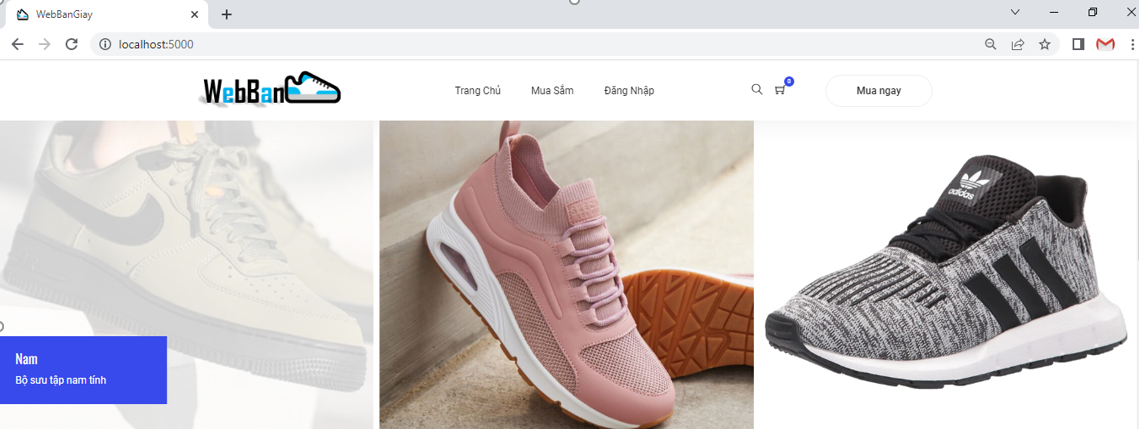 WebBanGiay
localhost:5000
WebBan
Trang Chủ
Mua Sắm
Đăng Nhập
0
Mua ngay
adidas
Nam
Bộ sưu tập nam tính